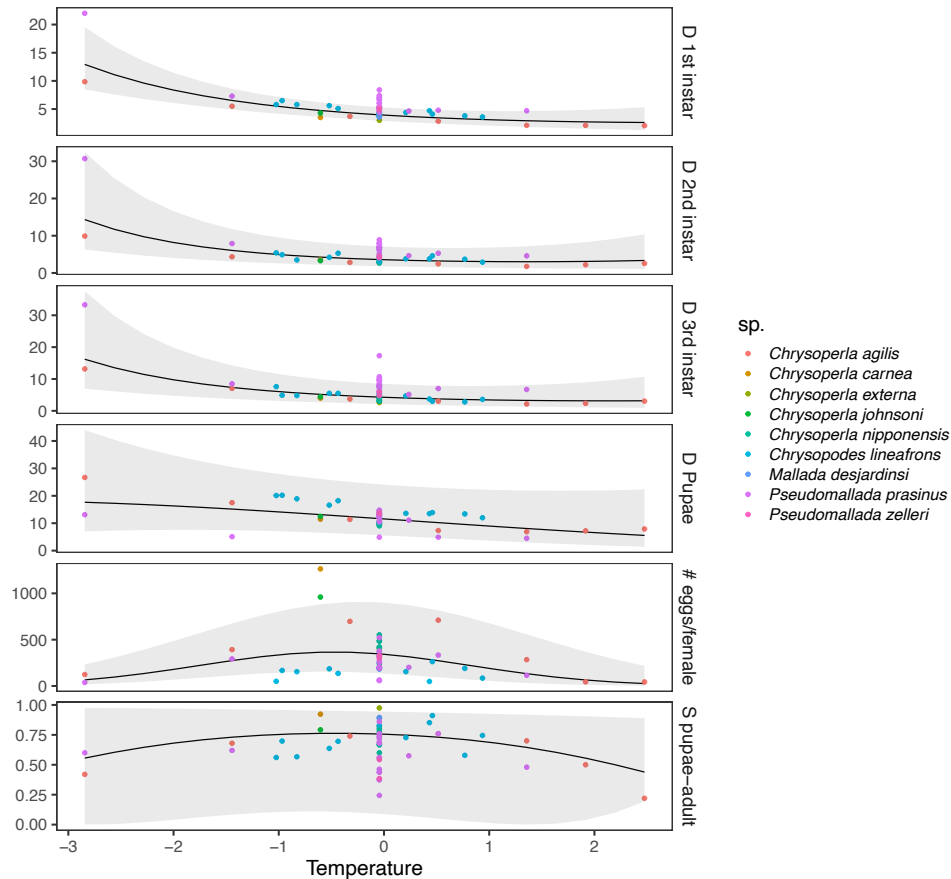 20
15
10
5
D 1st instar
30
20
10
0
D 2nd instar
30
20
10
0
D 3rd instar
40
30
20
10
0
D Pupae
1000
500
0
# eggs/female
1.00
0.75
0.50
0.25
0.00
S pupae-adult
−3 −2 −1 0 1 2
Temperature
sp.
Chrysoperla agilis
Chrysoperla carnea
Chrysoperla externa
Chrysoperla johnsoni
Chrysoperla nipponensis
Chrysopodes lineafrons
Mallada desjardinsi
Pseudomallada prasinus
Pseudomallada zelleri